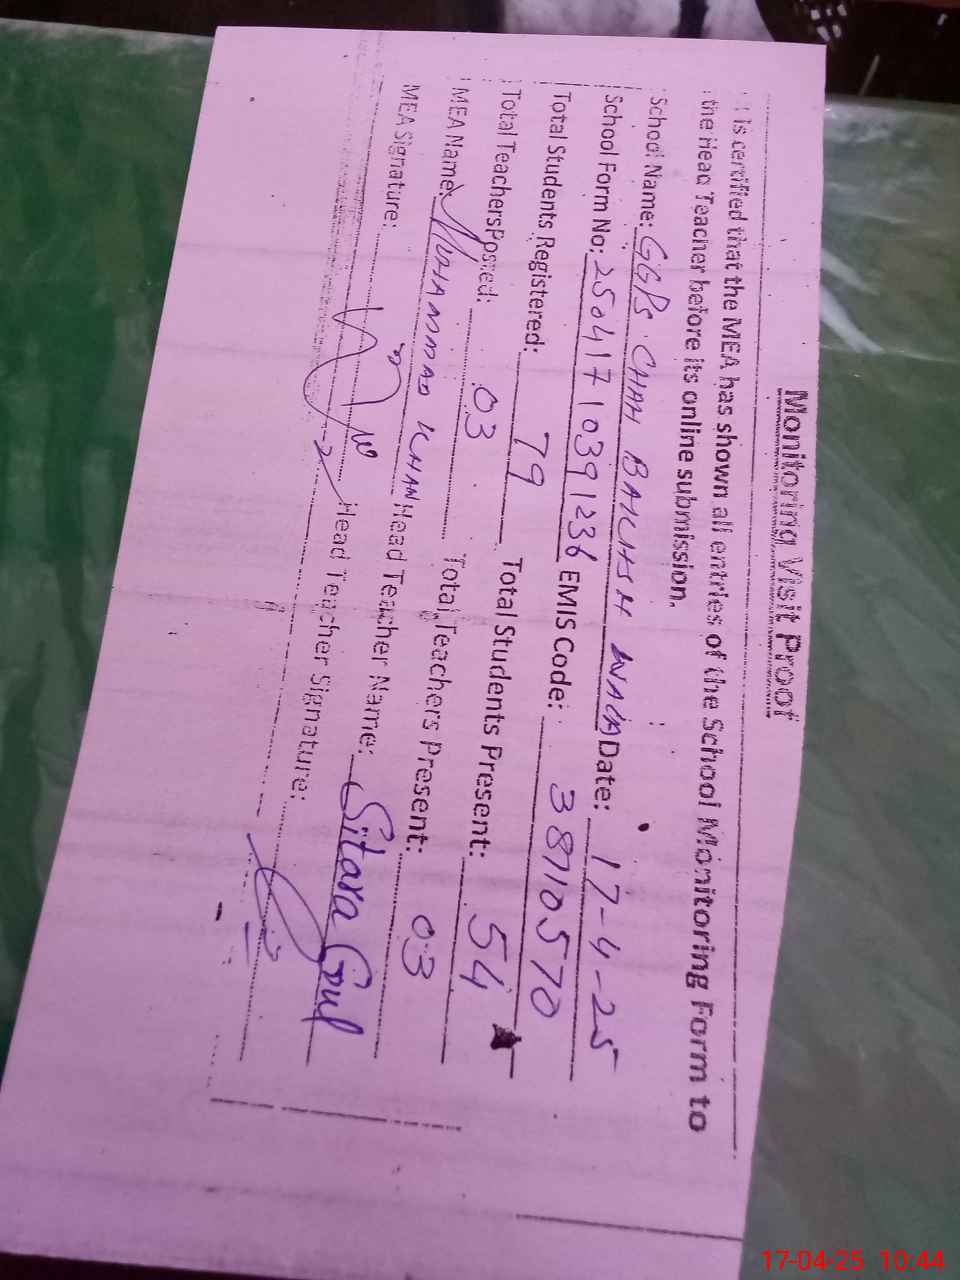 Monitoring Visit Proof
It is certified that the MEA has shown all entries of the School Monitoring Form to
the Head Teacher before its online submission.
School Name: GGPS CHAH BAKHSH WALA Date: 17-4-25
School Form No: 25041710391236 EMIS Code: 38710570
Total Students Registered: 79 Total Students Present: 54
Total Teachers Posted: 03 Total Teachers Present: 03
MEA Name: MUHAMMAD KHAN Head Teacher Name: Sitara Gul
MEA Signature: Head Teacher Signature:
17-04-25 10:44